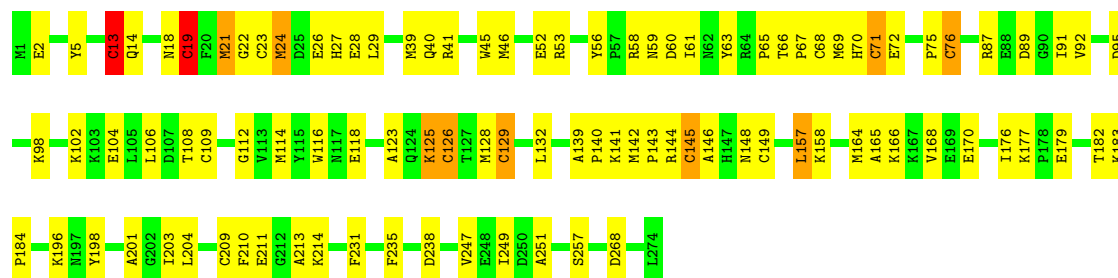 M1 E2 Y5 C13 Q14 N18 C19 F20 M21 G22 C23 M24 D25 E26 H27 E28 L29 M39 Q40 R41 W45 M46 E52 R53 Y56 P57 R58 N59 D60 I61 N62 Y63 R64 P65 T66 P67 C68 M69 H70 C71 E72 P75 C76 R87 E88 D89 G90 I91 V92 D95
K98 K102 K103 E104 L105 L106 D107 T108 C109 G112 V113 M114 Y115 W116 N117 E118 A123 Q124 K125 C126 T127 M128 C129 L132 A139 P140 K141 M142 P143 R144 C145 A146 H147 N148 C149 L157 K158 M164 A165 K166 K167 V168 E169 E170 I176 K177 P178 E179 T182 K183
P184 K196 N197 Y198 A201 G202 I203 L204 C209 F210 E211 G212 A213 K214 F231 F235 D238 V247 E248 I249 D250 A251 S257 D268 L274